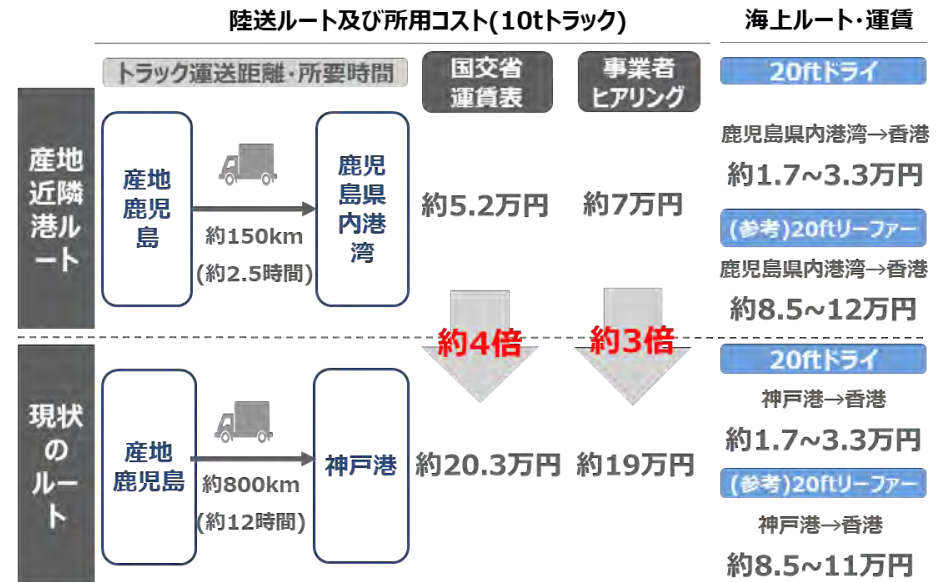 陸送ルート及び所用コスト(10tトラック)
海上ルート・運賃
トラック運送距離・所要時間
国交省
運賃表
事業者
ヒアリング
20ftドライ
産地
近隣
港ル
ート
産地
鹿児
島
約150km
(約2.5時間)
鹿児
島県
内港
湾
約5.2万円
約7万円
鹿児島県内港湾→香港
約1.7~3.3万円
(参考)20ftリーファー
鹿児島県内港湾→香港
約8.5~12万円
約4倍
約3倍
現状
の
ルー
ト
産地
鹿児島
約800km
(約12時間)
神戸港
約20.3万円
約19万円
20ftドライ
神戸港→香港
約1.7~3.3万円
(参考)20ftリーファー
神戸港→香港
約8.5~11万円